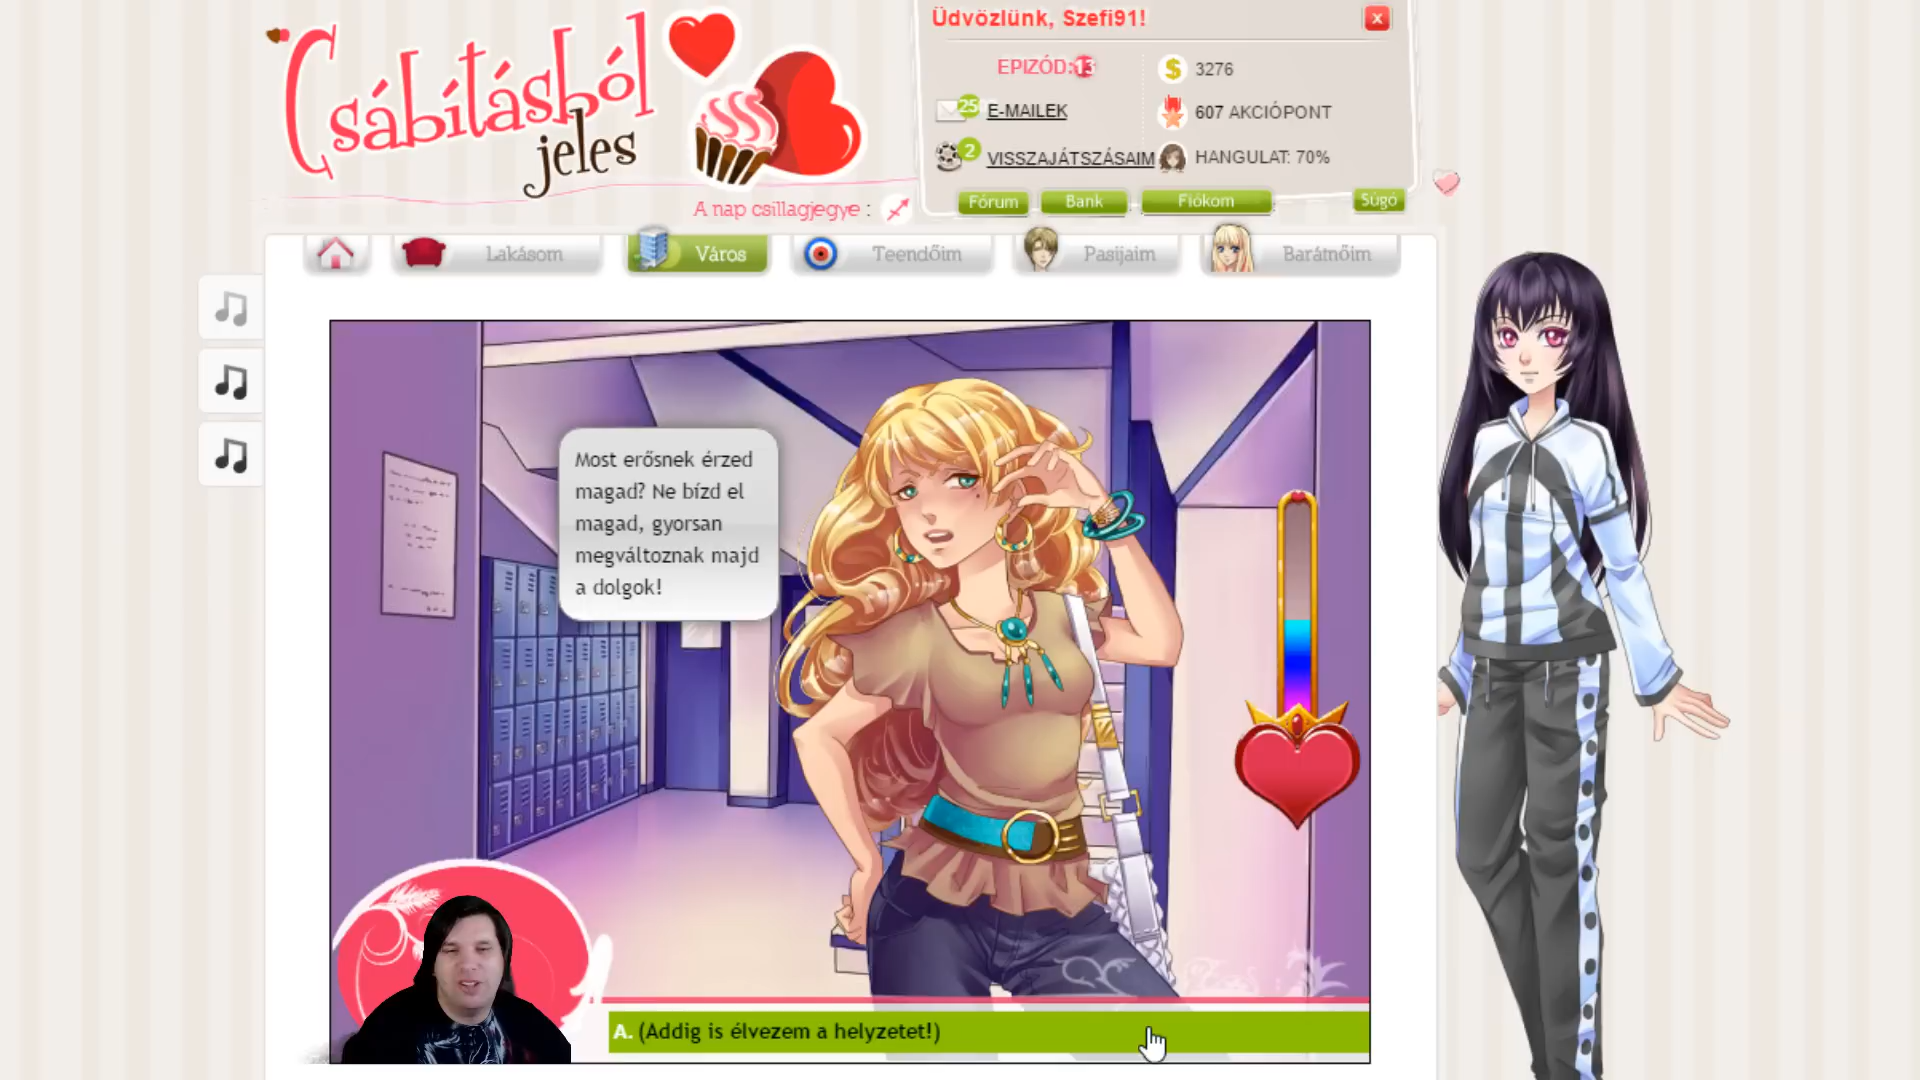 Csábításból
jeles
A nap csillagjegye :
Üdvözlünk, Szefi91!
EPIZÓD: 13
3276
25 E-MAILEK
607 AKCIÓPONT
2 VISSZAJÁTSZÁSAIM
HANGULAT: 70%
Fórum
Bank
Fiókom
Súgó
Lakásom
Város
Teendőim
Pasijaim
Barátnőim
Most erősnek érzed
magad? Ne bízd el
magad, gyorsan
megváltoznak majd
a dolgok!
A. (Addig is élvezem a helyzetet!)